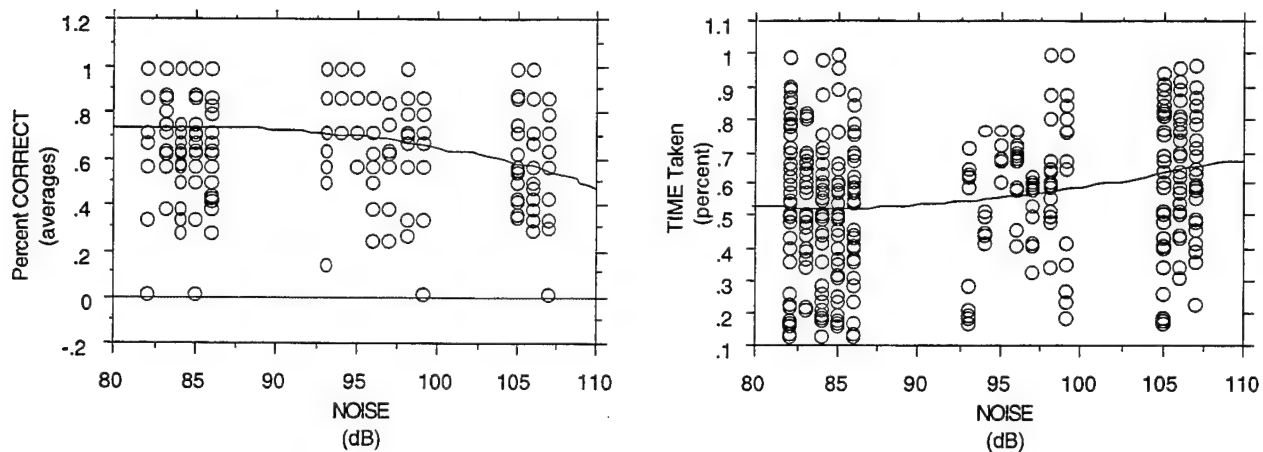 1.2
1
.8
.6
.4
.2
0
-.2
Percent CORRECT
(averages)
80 85 90 95 100 105 110
NOISE
(dB)
1.1
1
.9
.8
.7
.6
.5
.4
.3
.2
.1
TIME Taken
(percent)
80 85 90 95 100 105 110
NOISE
(dB)